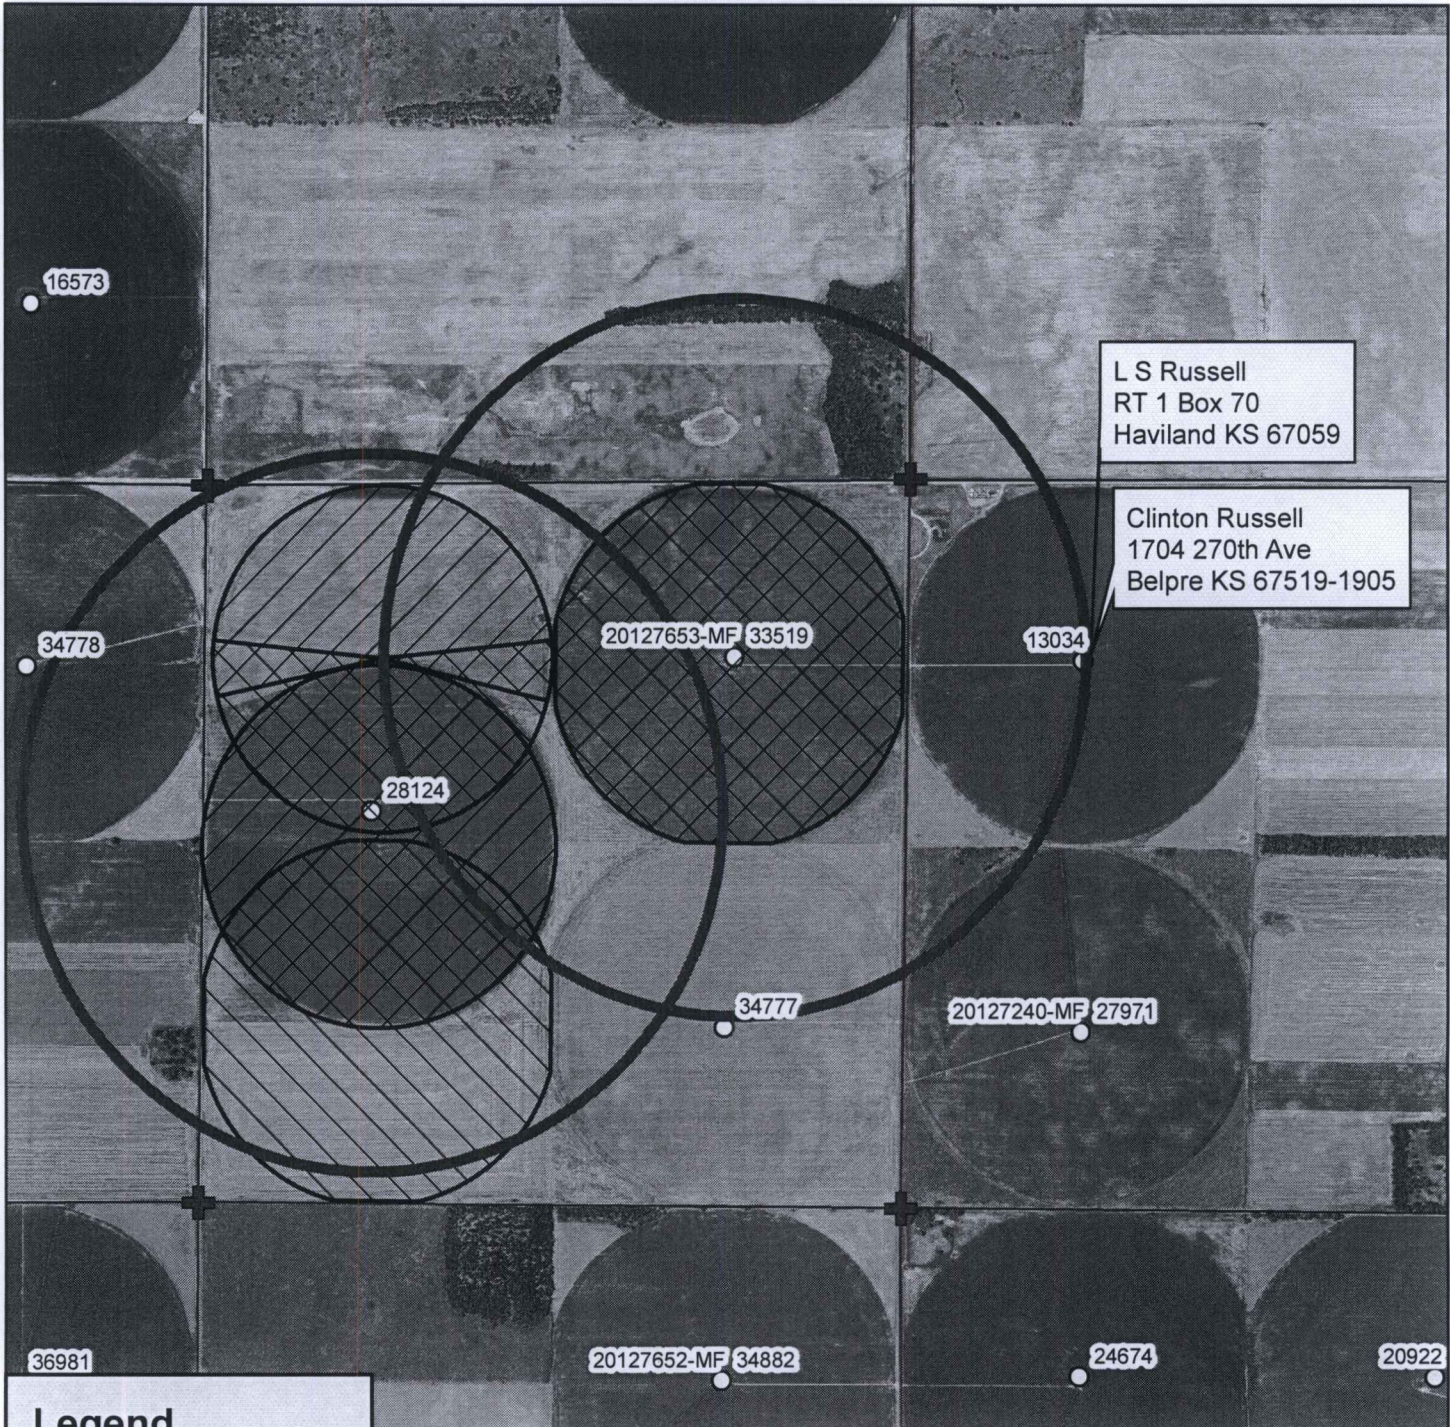 16573
L S Russell
RT 1 Box 70
Haviland KS 67059
Clinton Russell
1704 270th Ave
Belpre KS 67519-1905
34778
20127653-MF 33519
13034
28124
34777
20127240-MF 27971
36981
20127652-MF 34882
24674
20922
Legend